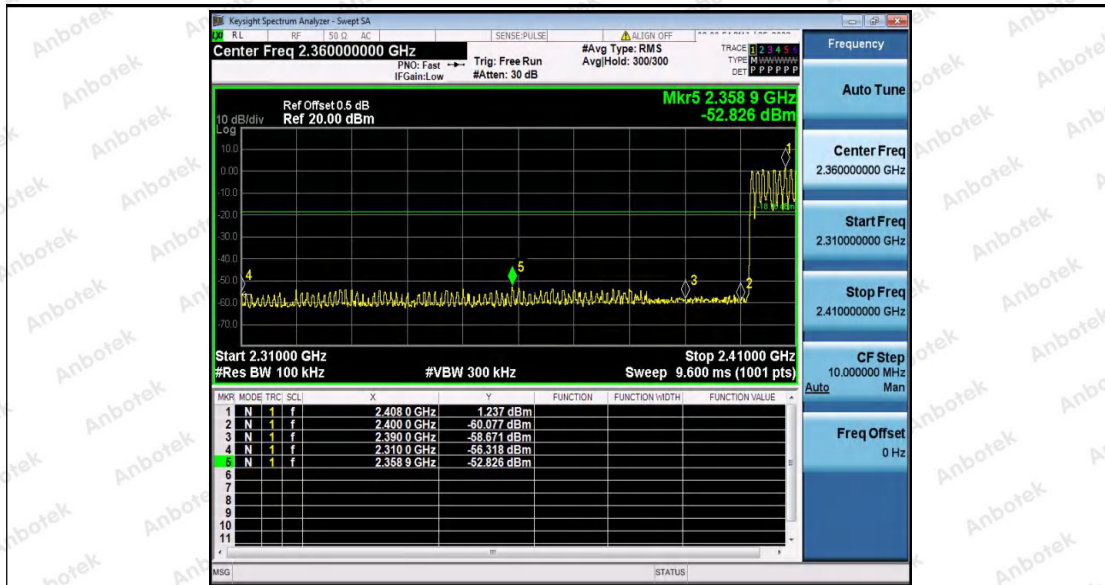 Keysight Spectrum Analyzer - Swept SA
RL RF 50 Ω AC SENSE:PULSE ALIGN OFF
Center Freq 2.360000000 GHz
PNO: Fast
IFGain:Low
Trig: Free Run
#Atten: 30 dB
#Avg Type: RMS
Avg|Hold: 300/300
TRACE 1 2 3 4 5 6
TYPE M WWWWW
DET P P P P P P
Ref Offset 0.5 dB
Ref 20.00 dBm
10 dB/div
Log
Mkr5 2.358 9 GHz
-52.826 dBm
10.0
0.00
-10.0
-20.0
-30.0
-40.0
-50.0
-60.0
-70.0
1
2
3
4
5
Start 2.31000 GHz
Stop 2.41000 GHz
#Res BW 100 kHz
#VBW 300 kHz
Sweep 9.600 ms (1001 pts)
MKR MODE TRC SCL X Y FUNCTION FUNCTION WIDTH FUNCTION VALUE
1 N 1 f 2.408 0 GHz 1.237 dBm
2 N 1 f 2.400 0 GHz -60.077 dBm
3 N 1 f 2.390 0 GHz -58.671 dBm
4 N 1 f 2.310 0 GHz -56.318 dBm
5 N 1 f 2.358 9 GHz -52.826 dBm
6
7
8
9
10
11
MSG
STATUS
Frequency
Auto Tune
Center Freq
2.360000000 GHz
Start Freq
2.310000000 GHz
Stop Freq
2.410000000 GHz
CF Step
10.000000 MHz
Auto Man
Freq Offset
0 Hz
Anbotek